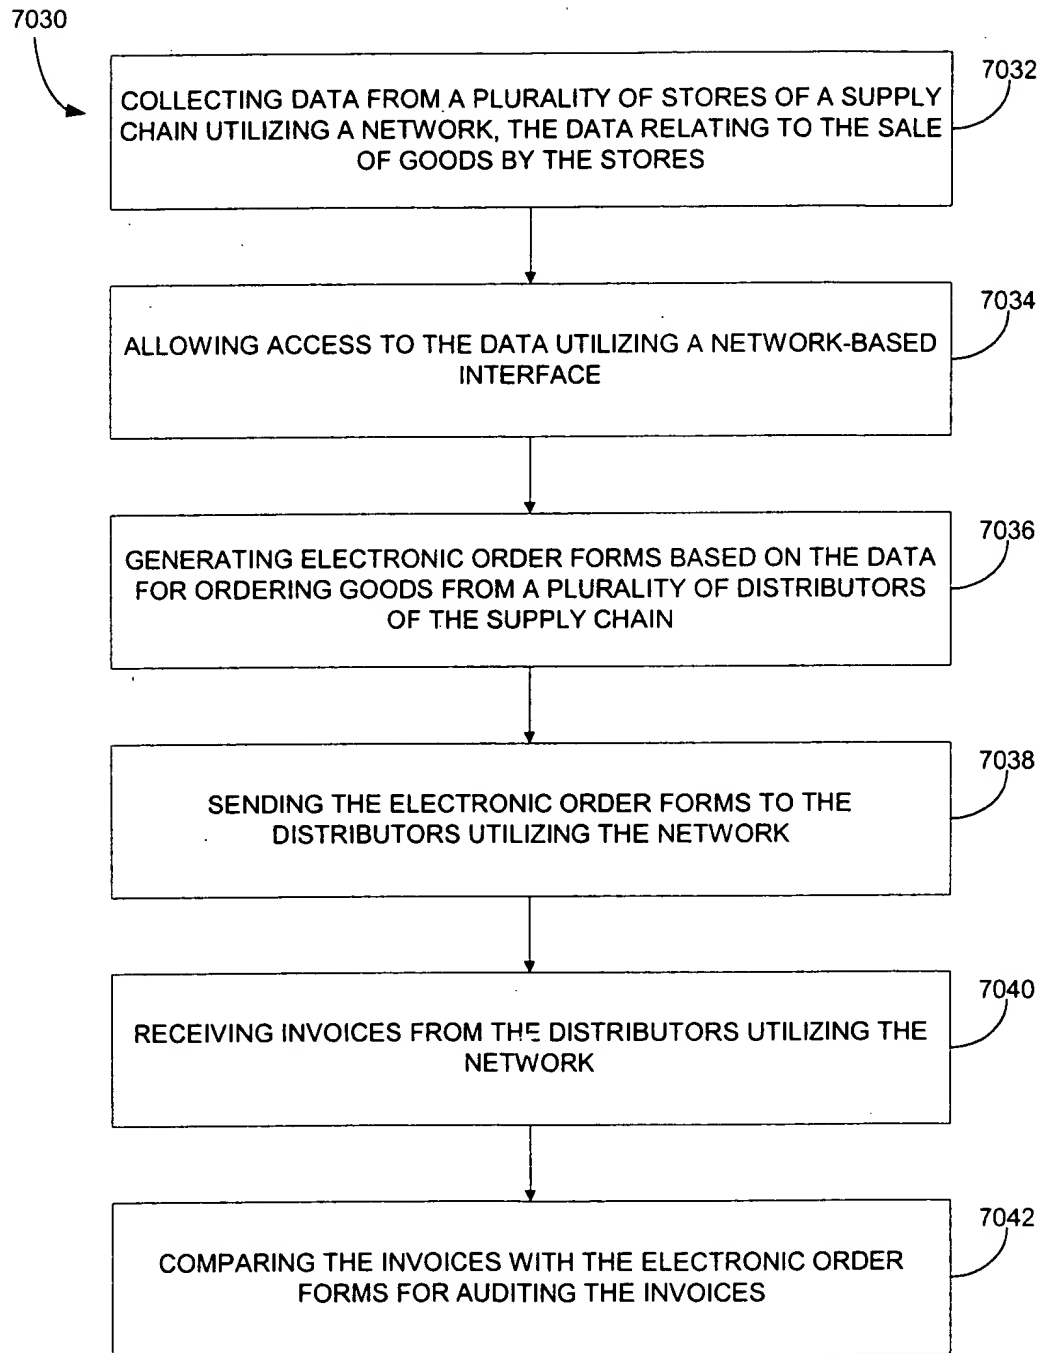 7030
7032
COLLECTING DATA FROM A PLURALITY OF STORES OF A SUPPLY
CHAIN UTILIZING A NETWORK, THE DATA RELATING TO THE SALE
OF GOODS BY THE STORES
7034
ALLOWING ACCESS TO THE DATA UTILIZING A NETWORK-BASED
INTERFACE
7036
GENERATING ELECTRONIC ORDER FORMS BASED ON THE DATA
FOR ORDERING GOODS FROM A PLURALITY OF DISTRIBUTORS
OF THE SUPPLY CHAIN
7038
SENDING THE ELECTRONIC ORDER FORMS TO THE
DISTRIBUTORS UTILIZING THE NETWORK
7040
RECEIVING INVOICES FROM THE DISTRIBUTORS UTILIZING THE
NETWORK
7042
COMPARING THE INVOICES WITH THE ELECTRONIC ORDER
FORMS FOR AUDITING THE INVOICES